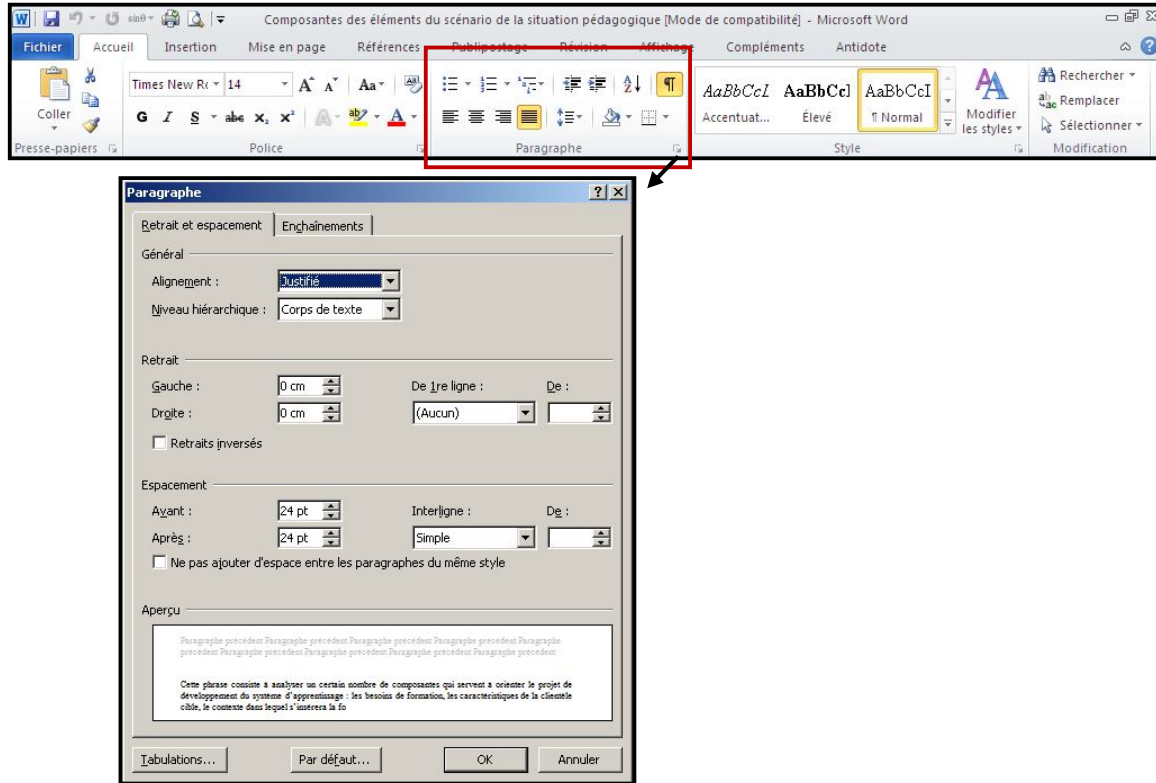 Composantes des éléments du scénario de la situation pédagogique [Mode de compatibilité] - Microsoft Word
Fichier Accueil Insertion Mise en page Références Publipostage Révision Affichage Compléments Antidote
Coller
Times New Ro 14
G I S abc x₂ x²
AaBbCcI AaBbCcI AaBbCcI
Accentuat... Élevé ¶ Normal
Modifier les styles
Rechercher
Remplacer
Sélectionner
Presse-papiers Police Paragraphe Style Modification
Paragraphe
Retrait et espacement Enchaînements
Général
Alignement : Justifié
Niveau hiérarchique : Corps de texte
Retrait
Gauche : 0 cm De 1re ligne : De :
Droite : 0 cm (Aucun)
Retraits inversés
Espacement
Avant : 24 pt Interligne : De :
Après : 24 pt Simple
Ne pas ajouter d'espace entre les paragraphes du même style
Aperçu
Paragraphe précédent Paragraphe précédent Paragraphe précédent Paragraphe précédent Paragraphe
précédent Paragraphe précédent Paragraphe précédent Paragraphe précédent Paragraphe précédent
Cette phrase consiste à analyser un certain nombre de composantes qui servent à orienter le projet de
développement du système d'apprentissage : les besoins de formation, les caractéristiques de la clientèle
cible, le contexte dans lequel s'insérera la fo
Tabulations... Par défaut... OK Annuler